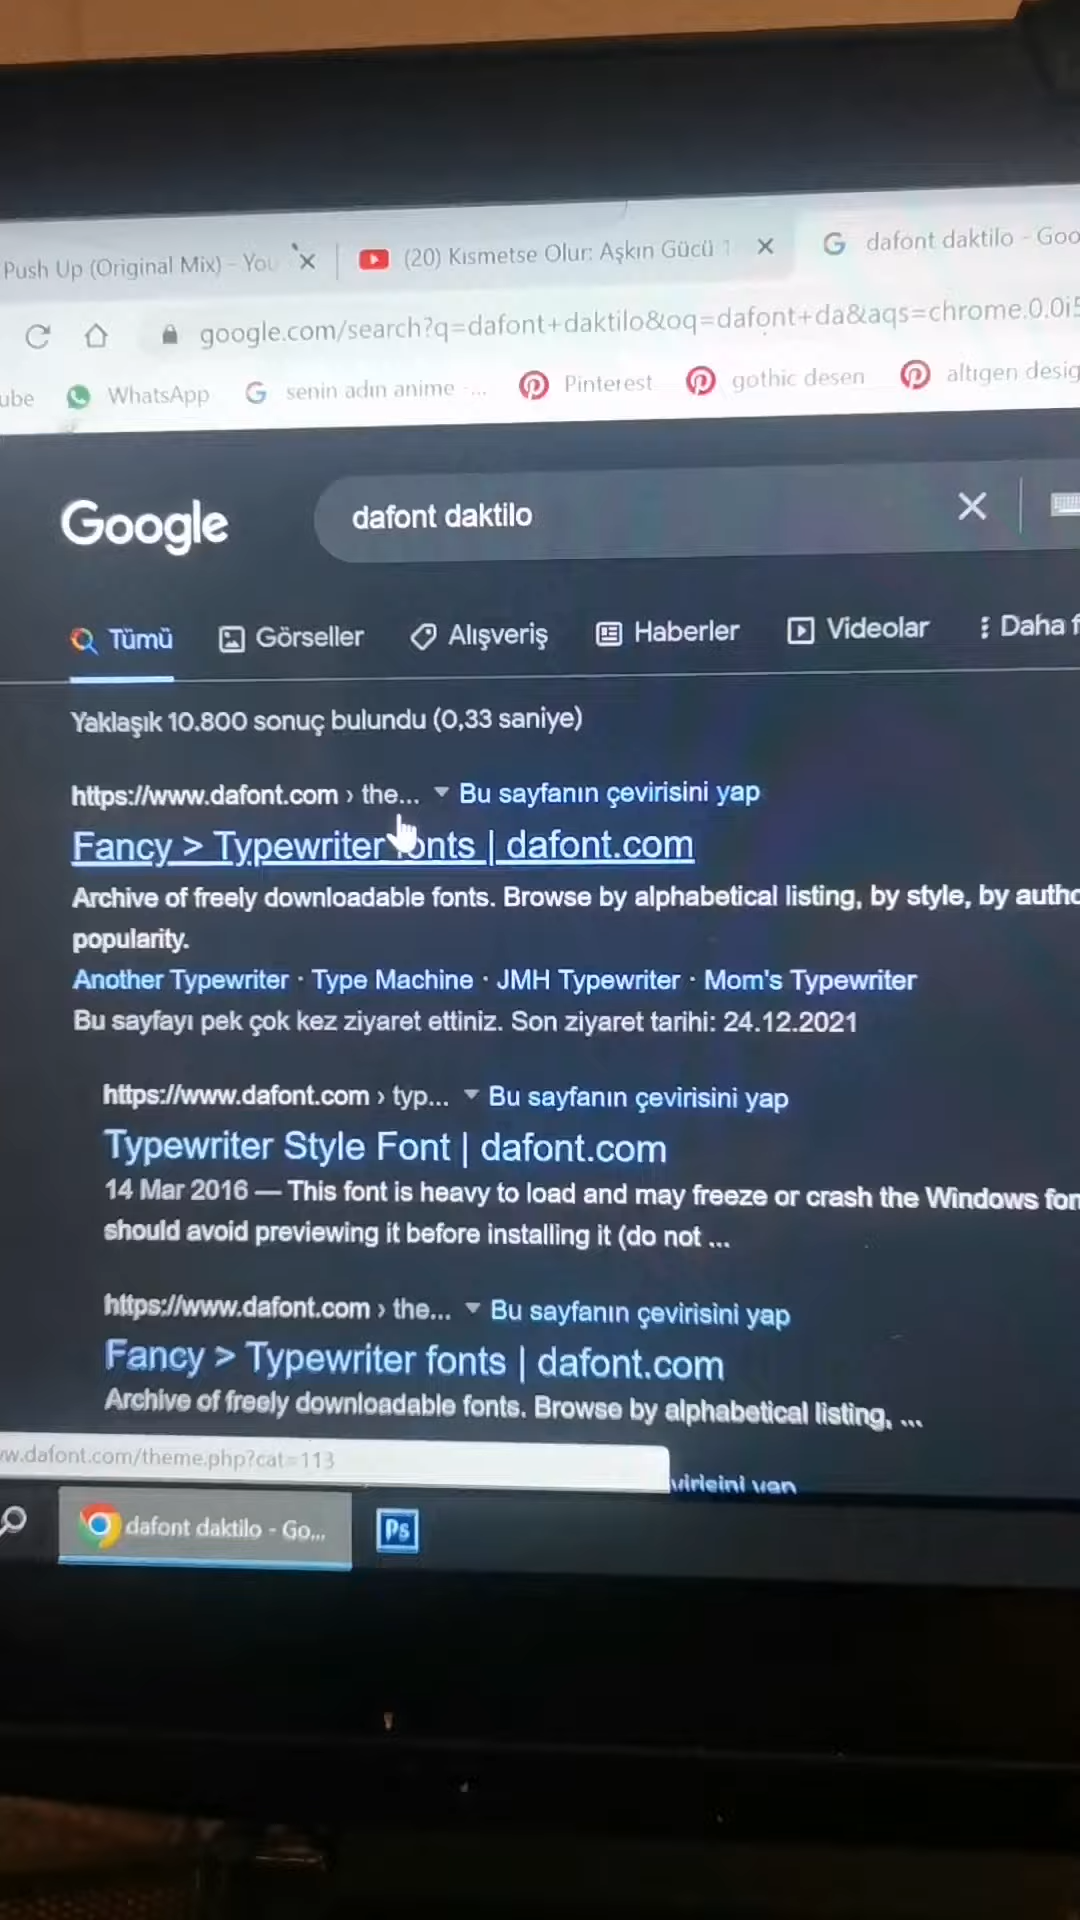 Push Up (Original Mix) - You
(20) Kısmetse Olur: Aşkın Gücü 1
dafont daktilo - Goo
google.com/search?q=dafont+daktilo&oq=dafont+da&aqs=chrome.0.0i5
ube
WhatsApp
senin adın anime -...
Pinterest
gothic desen
altıgen desig
Google
dafont daktilo
Tümü
Görseller
Alışveriş
Haberler
Videolar
Daha f
Yaklaşık 10.800 sonuç bulundu (0,33 saniye)
https://www.dafont.com › the... Bu sayfanın çevirisini yap
Fancy > Typewriter fonts | dafont.com
Archive of freely downloadable fonts. Browse by alphabetical listing, by style, by autho
popularity.
Another Typewriter · Type Machine · JMH Typewriter · Mom's Typewriter
Bu sayfayı pek çok kez ziyaret ettiniz. Son ziyaret tarihi: 24.12.2021
https://www.dafont.com › typ... Bu sayfanın çevirisini yap
Typewriter Style Font | dafont.com
14 Mar 2016 — This font is heavy to load and may freeze or crash the Windows fon
should avoid previewing it before installing it (do not ...
https://www.dafont.com › the... Bu sayfanın çevirisini yap
Fancy > Typewriter fonts | dafont.com
Archive of freely downloadable fonts. Browse by alphabetical listing, ...
w.dafont.com/theme.php?cat=113
dafont daktilo - Go...
Ps